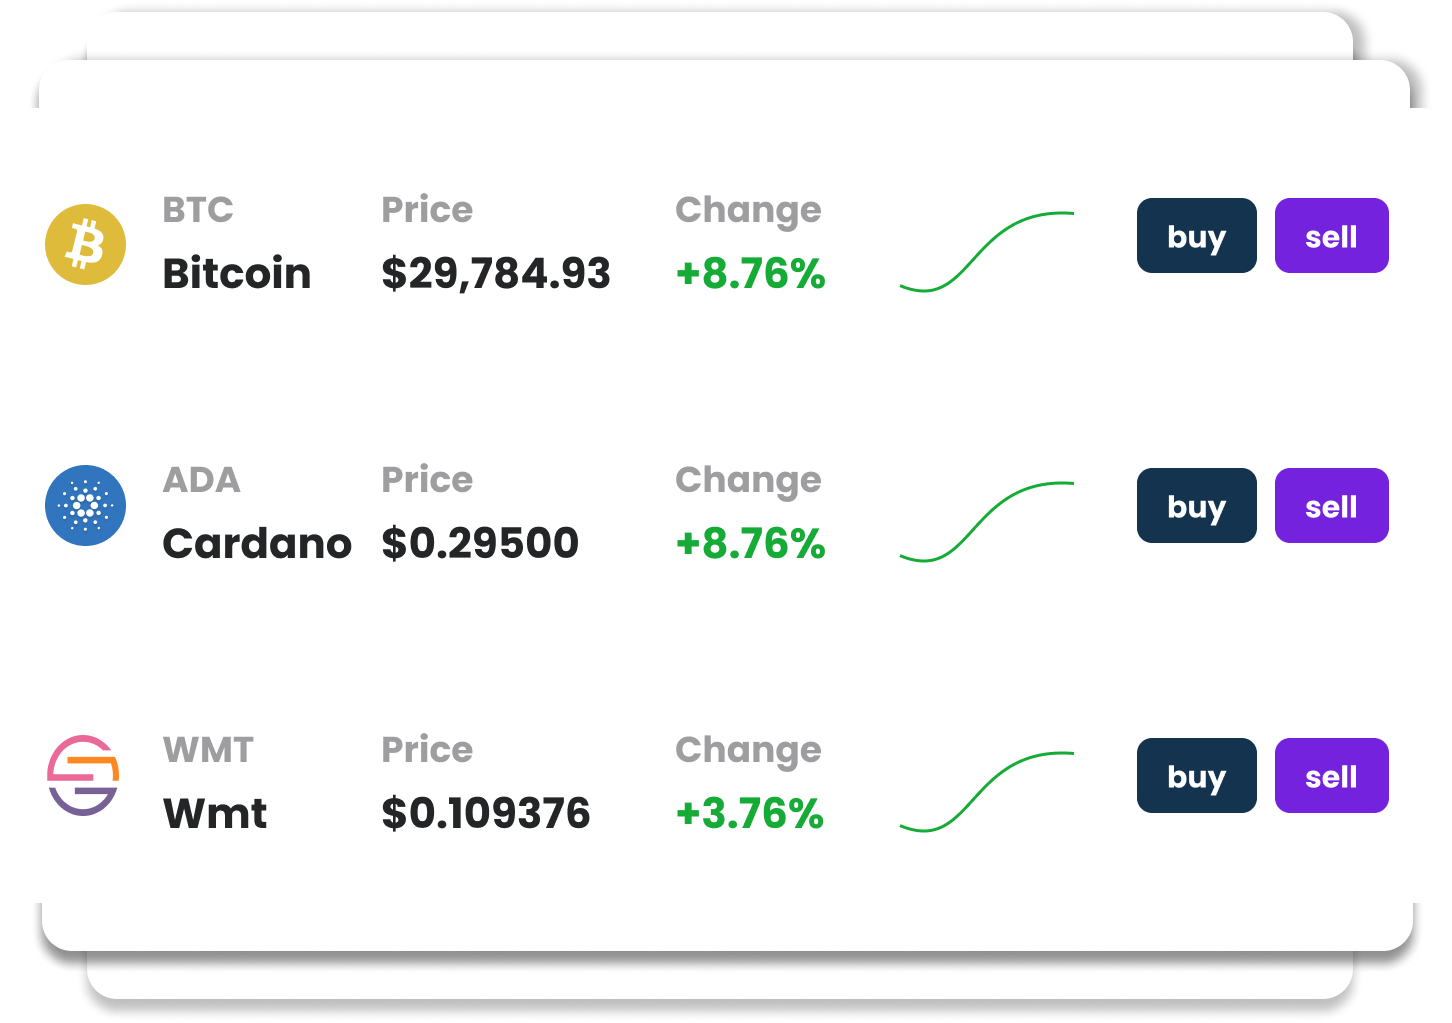 BTC Price Change
Bitcoin $29,784.93 +8.76% buy sell
ADA Price Change
Cardano $0.29500 +8.76% buy sell
WMT Price Change
Wmt $0.109376 +3.76% buy sell